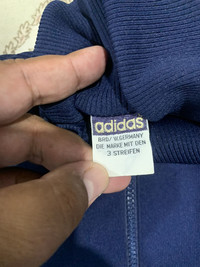 adidas
BRD/W.GERMANY
DIE MARKE MIT DEN
3 STREIFEN